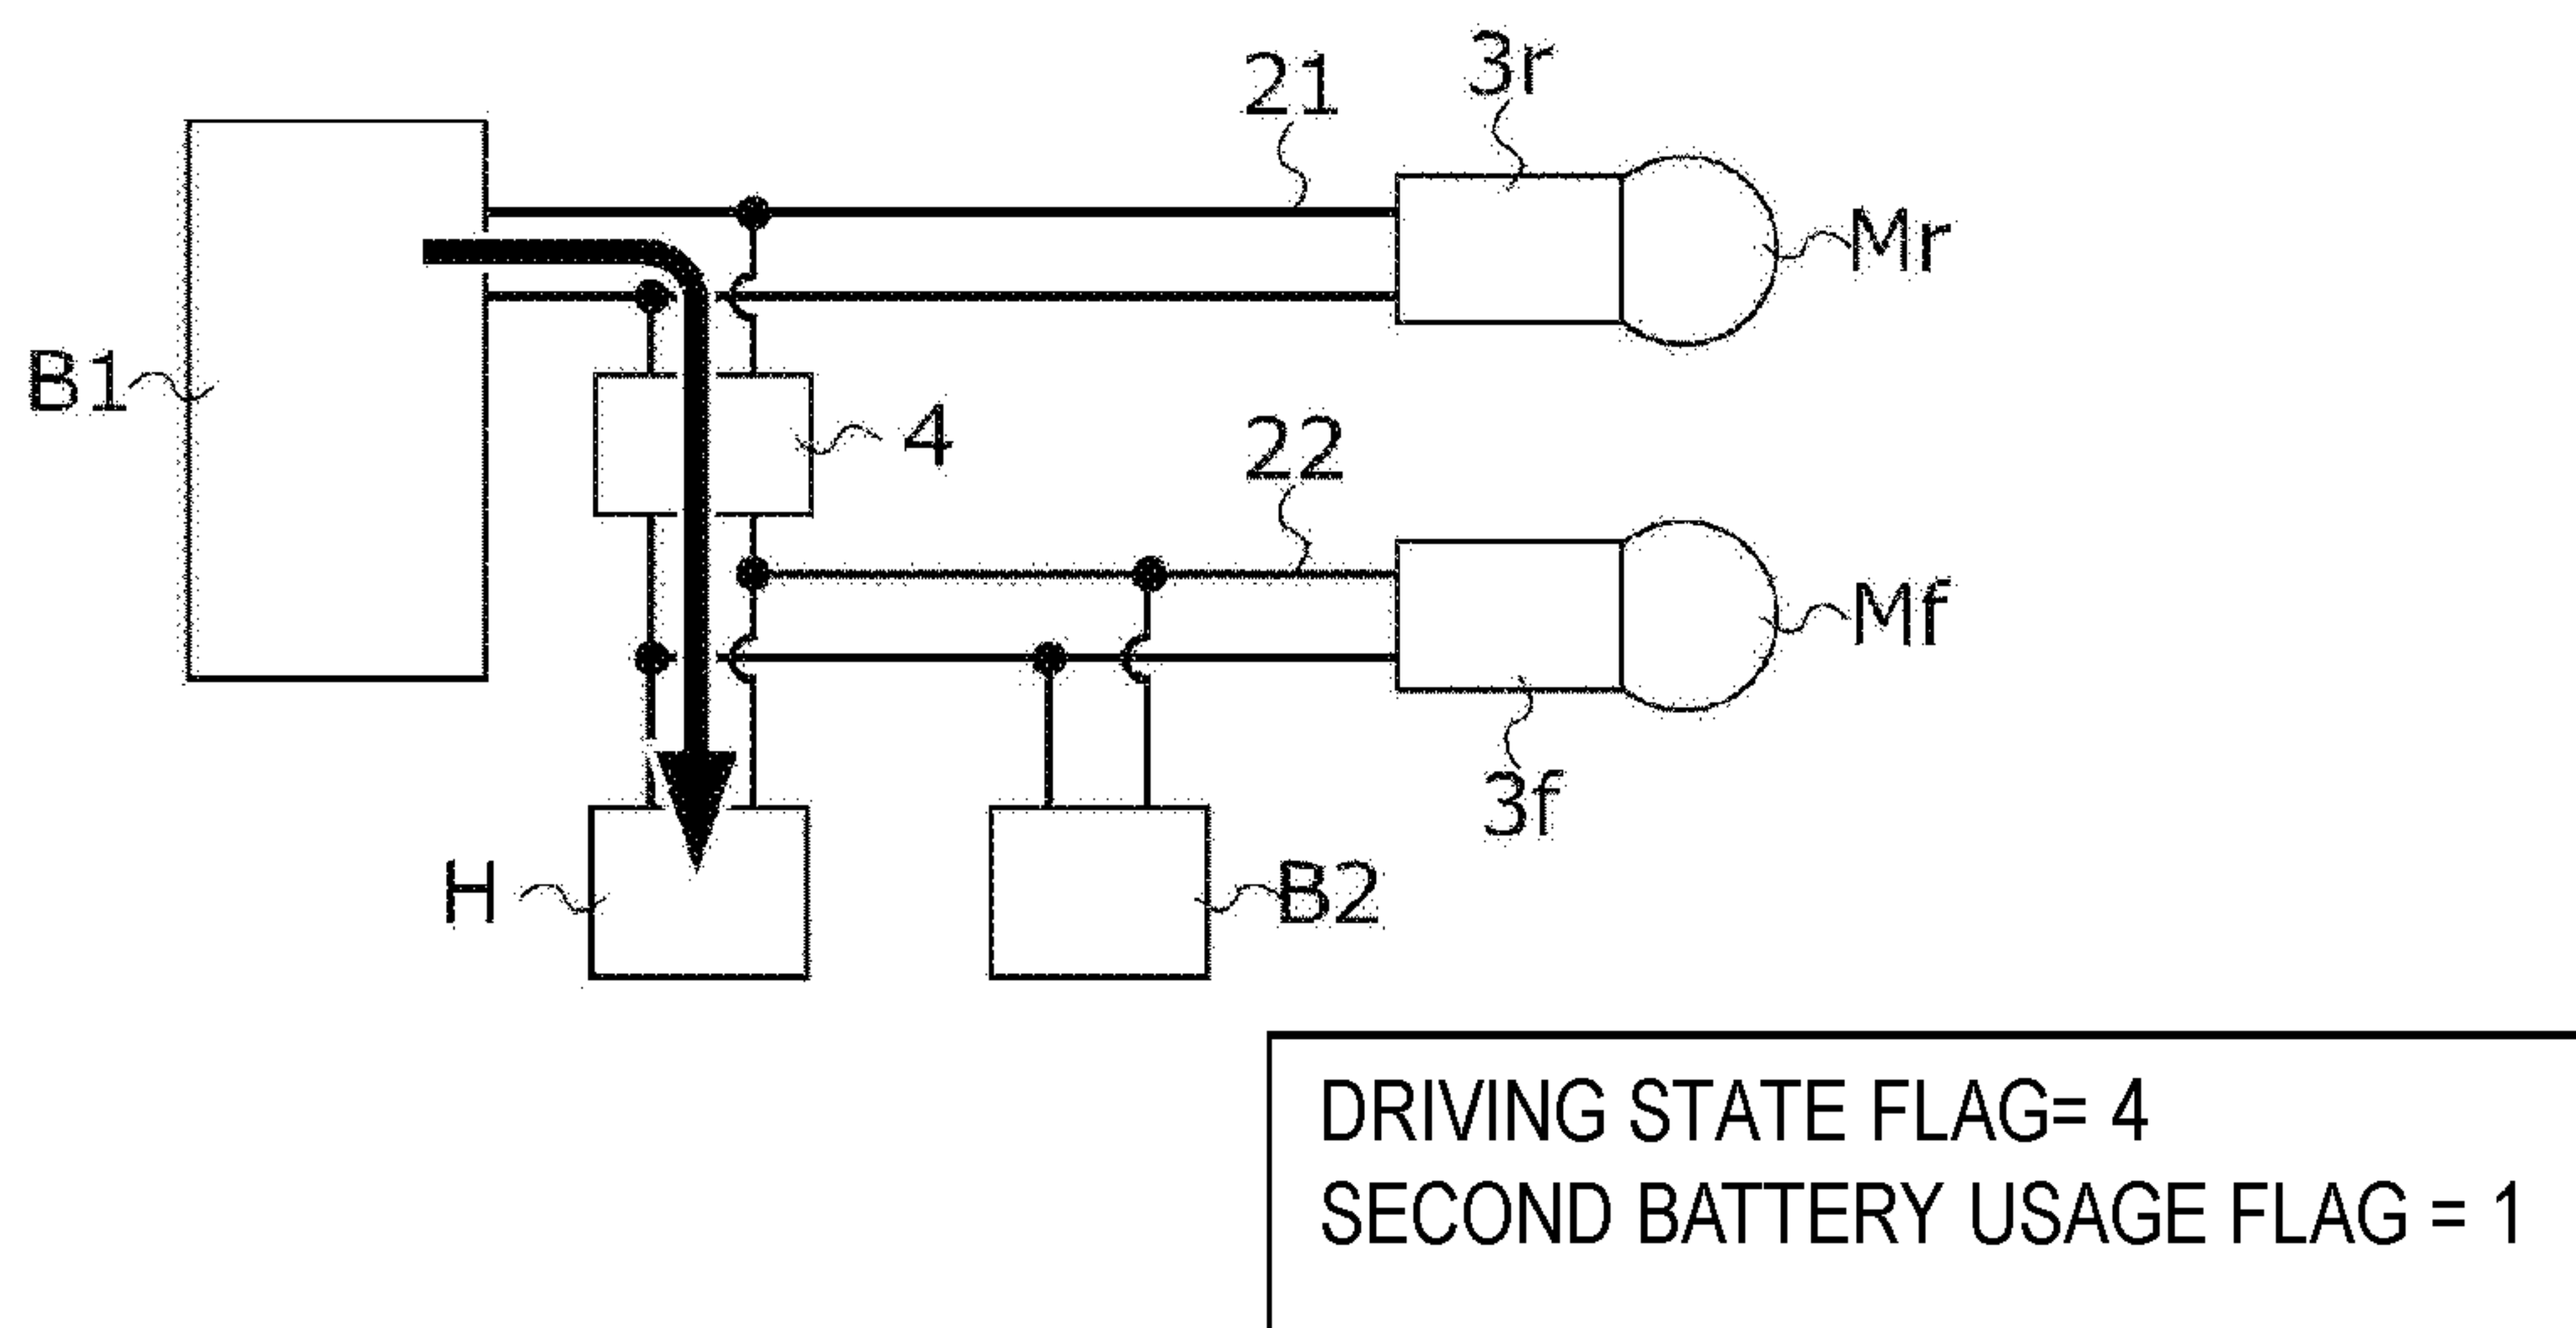 3r
21
Mr
B1
4
22
Mf
3f
H
B2
DRIVING STATE FLAG= 4
SECOND BATTERY USAGE FLAG = 1